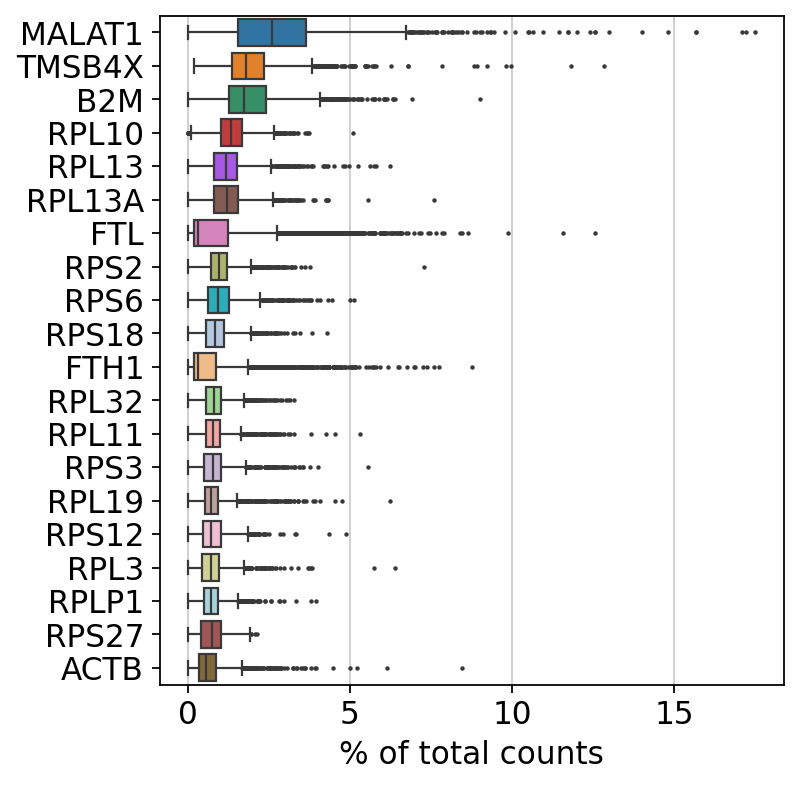 MALAT1
TMSB4X
B2M
RPL10
RPL13
RPL13A
FTL
RPS2
RPS6
RPS18
FTH1
RPL32
RPL11
RPS3
RPL19
RPS12
RPL3
RPLP1
RPS27
ACTB
0 5 10 15
% of total counts